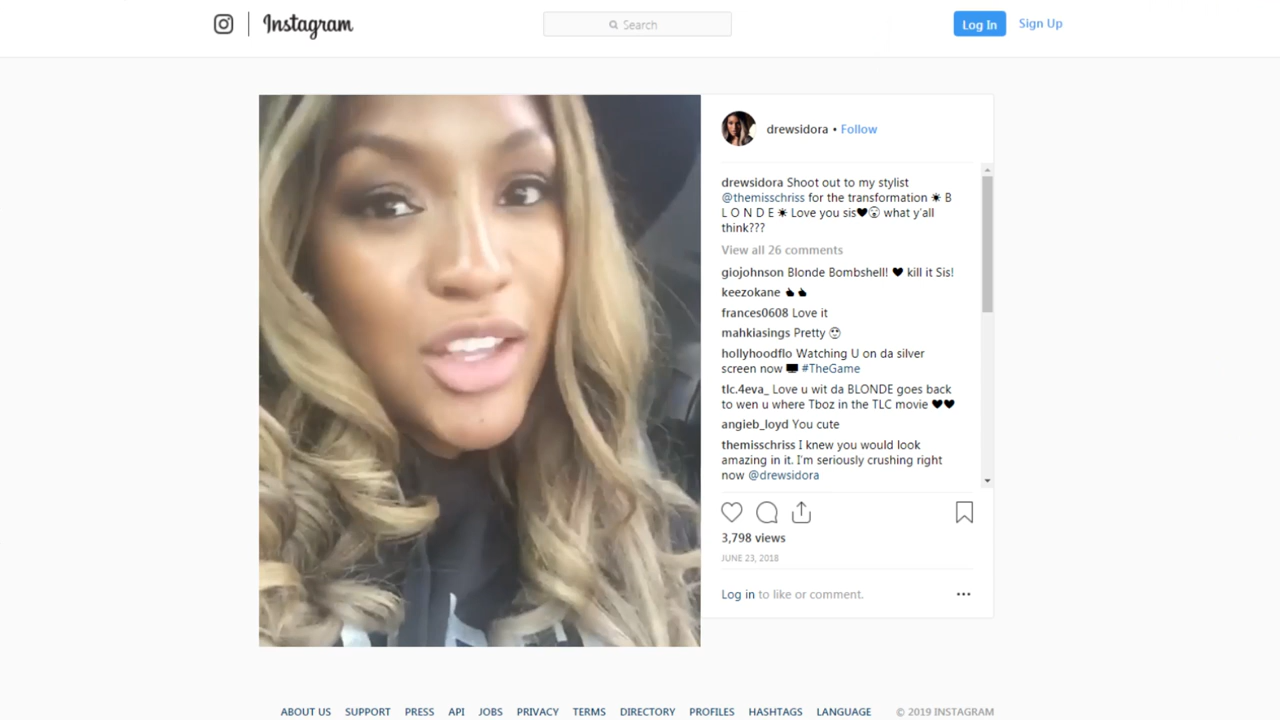 Instagram
Search
Log In
Sign Up
drewsidora • Follow
drewsidora Shoot out to my stylist
@themisschriss for the transformation ☀ B
L O N D E ☀ Love you sis♥😮 what y'all
think???
View all 26 comments
giojohnson Blonde Bombshell! ♥ kill it Sis!
keezokane
frances0608 Love it
mahkiasings Pretty
hollyhoodflo Watching U on da silver
screen now #TheGame
tlc.4eva_ Love u wit da BLONDE goes back
to wen u where Tboz in the TLC movie ♥♥
angieb_loyd You cute
themisschriss I knew you would look
amazing in it. I'm seriously crushing right
now @drewsidora
3,798 views
JUNE 23, 2018
Log in to like or comment.
ABOUT US SUPPORT PRESS API JOBS PRIVACY TERMS DIRECTORY PROFILES HASHTAGS LANGUAGE © 2019 INSTAGRAM